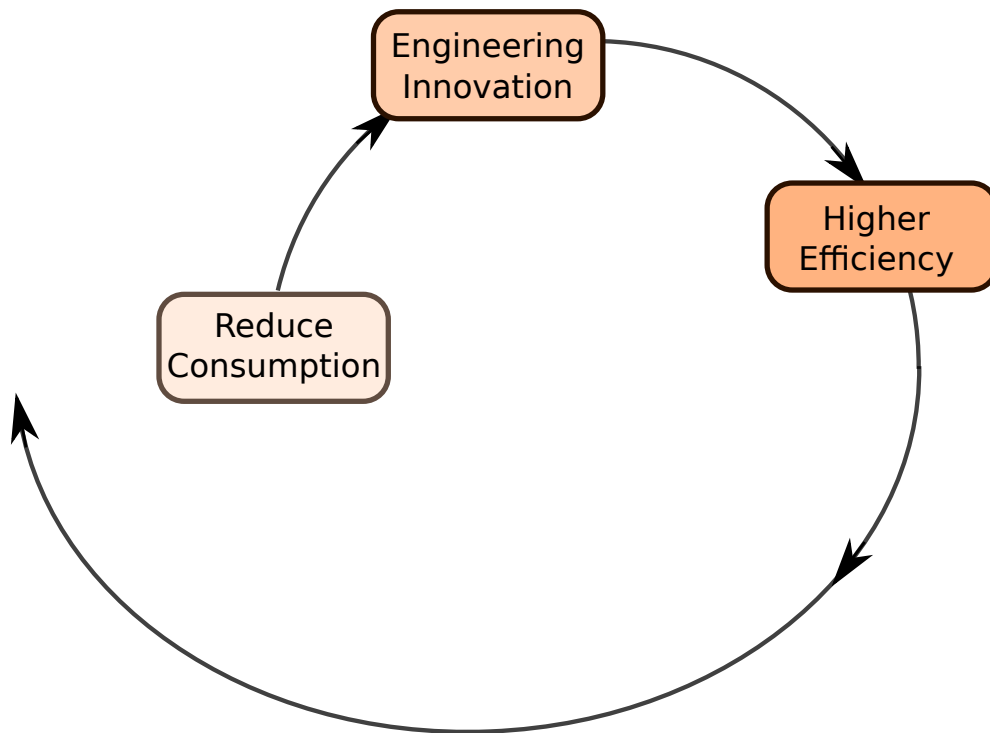 Engineering
Innovation
Higher
Efficiency
Reduce
Consumption